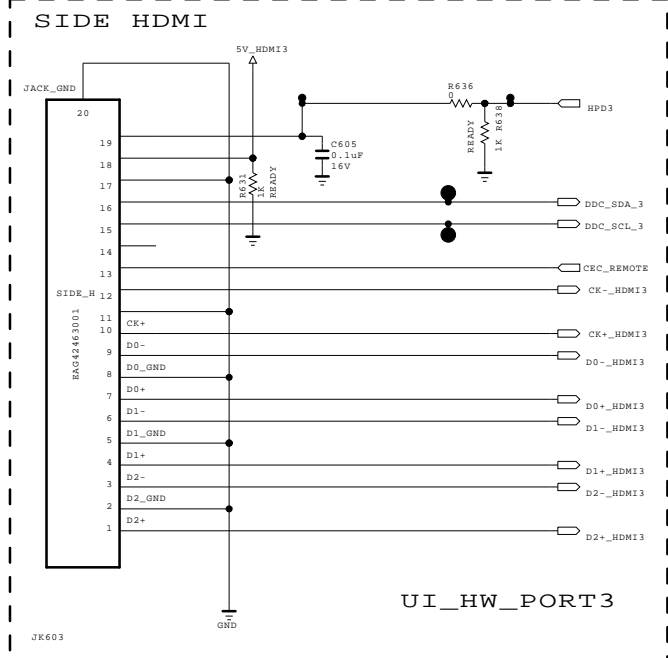 SIDE HDMI
5V_HDMI3
JACK_GND
R636
0
HPD3
20
READY
1K R638
19
C605
0.1uF
16V
18
R631
1K
READY
17
16
DDC_SDA_3
15
DDC_SCL_3
14
13
CEC_REMOTE
SIDE_H
12
CK-_HDMI3
11
EAG42463001
CK+
10
CK+_HDMI3
D0-
9
D0-_HDMI3
D0_GND
8
D0+
7
D0+_HDMI3
D1-
6
D1-_HDMI3
D1_GND
5
D1+
4
D1+_HDMI3
D2-
3
D2-_HDMI3
D2_GND
2
D2+
1
D2+_HDMI3
UI_HW_PORT3
GND
JK603